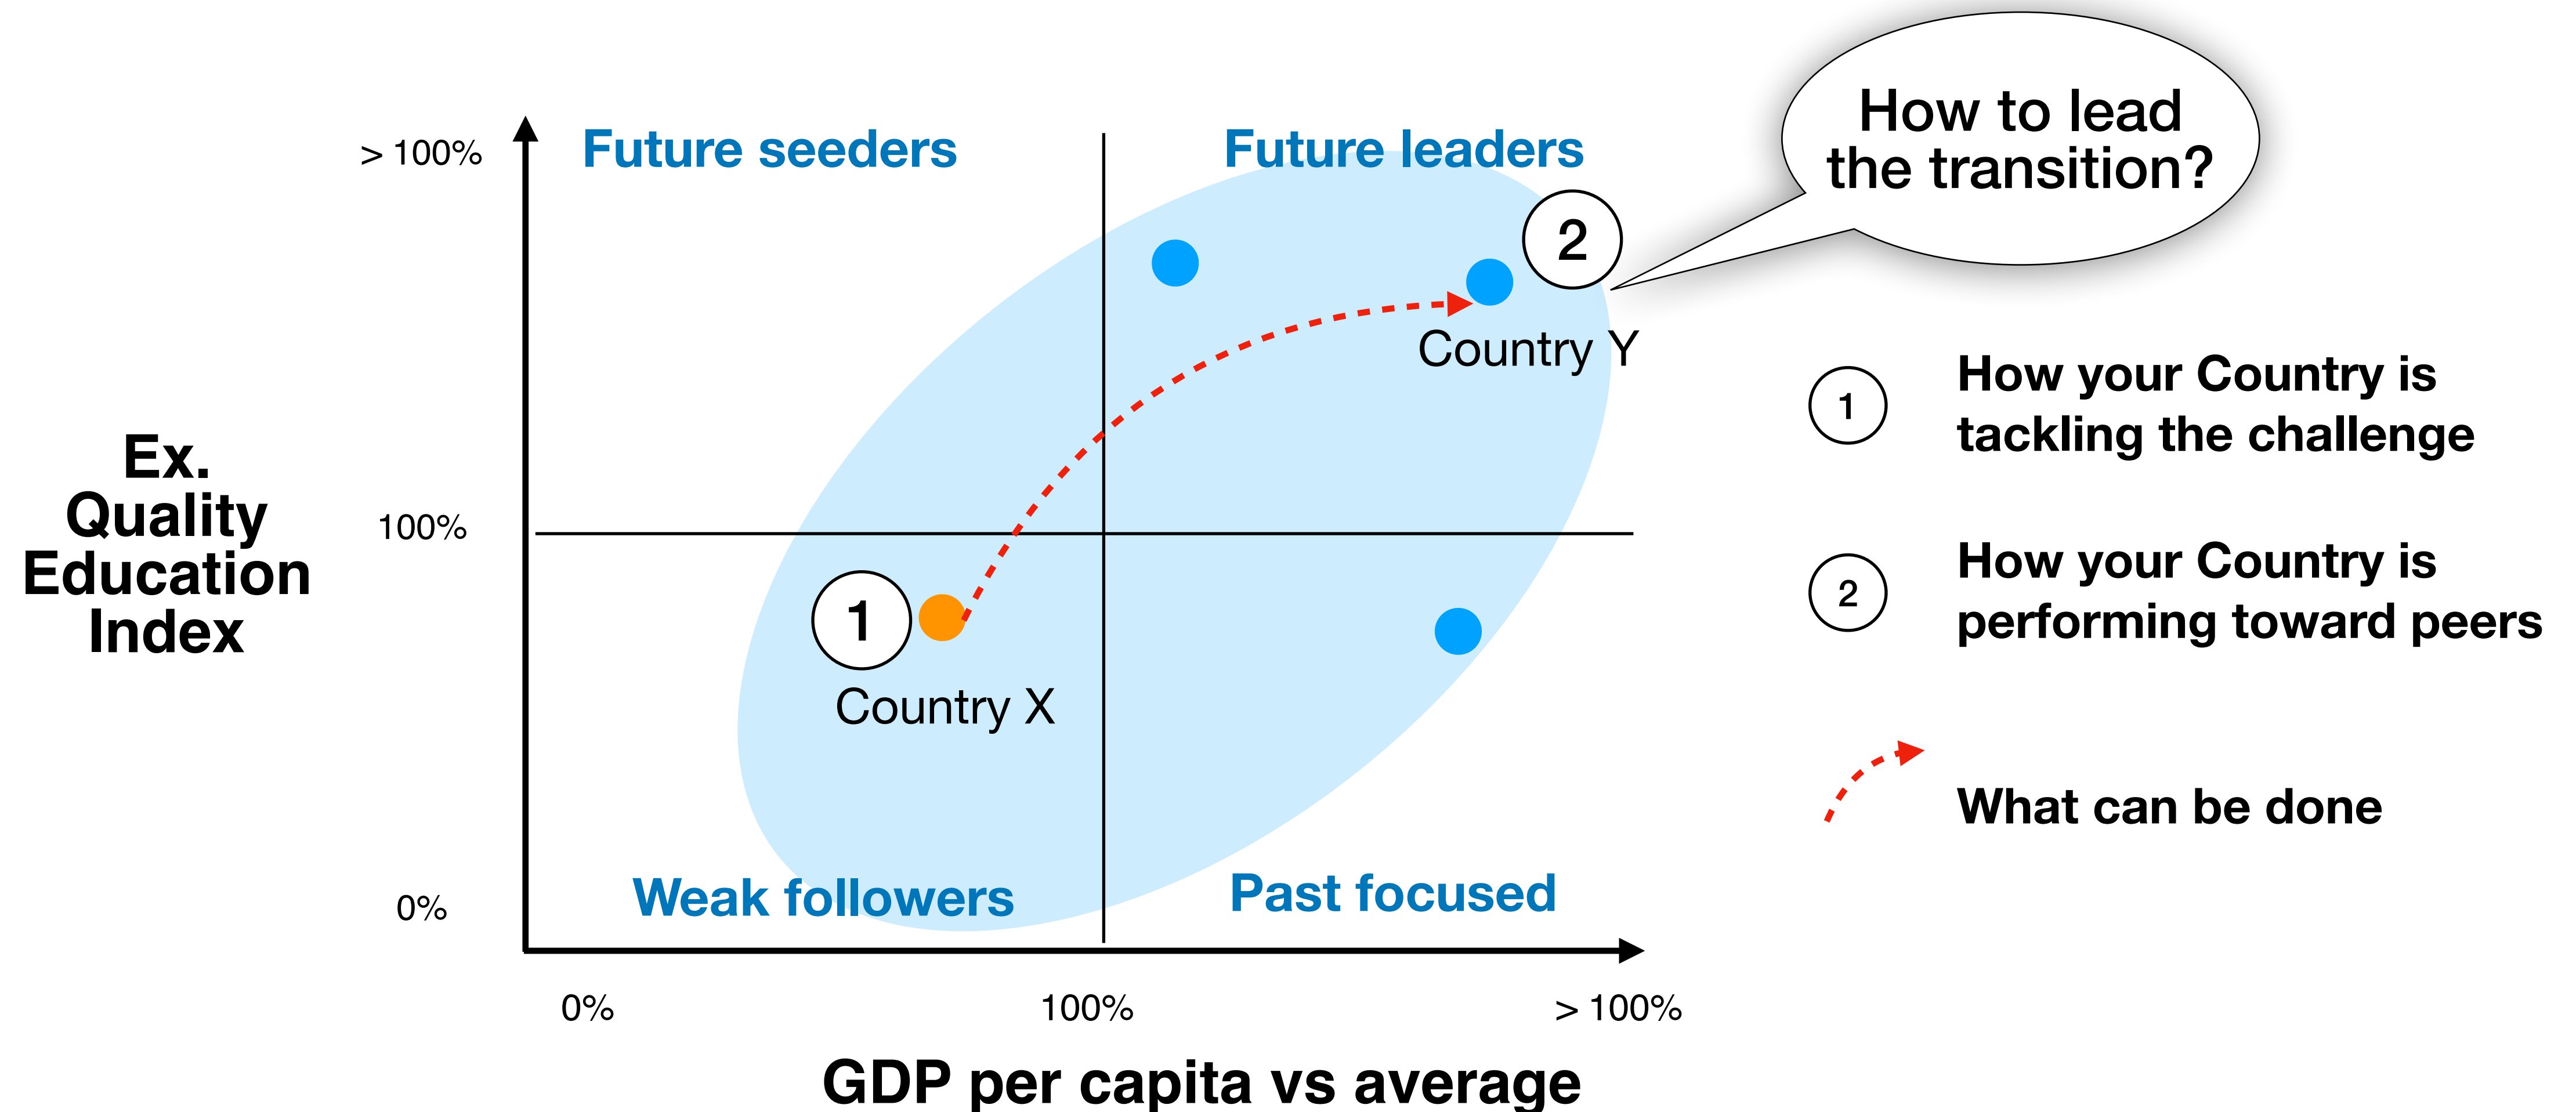 How to lead
the transition?
> 100%
Future seeders
Future leaders
2
Country Y
Ex.
Quality
Education
Index
100%
1
Country X
0%
Weak followers
Past focused
0%
100%
> 100%
GDP per capita vs average
1
How your Country is
tackling the challenge
2
How your Country is
performing toward peers
What can be done